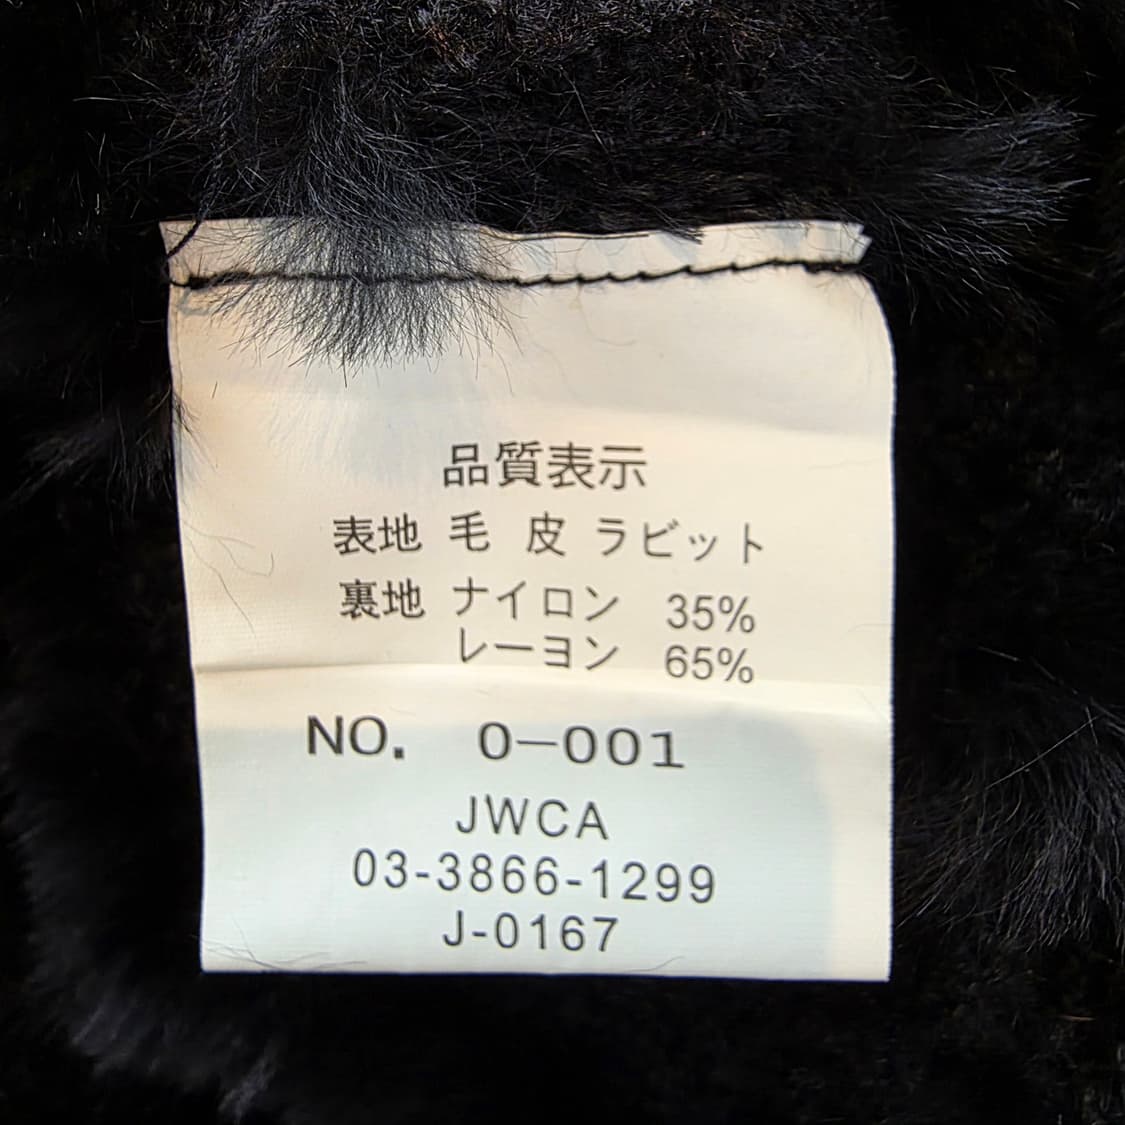 品質表示
表地 毛 皮 ラビット
裏地 ナイロン 35%
レーヨン 65%
NO. 0-001
JWCA
03-3866-1299
J-0167